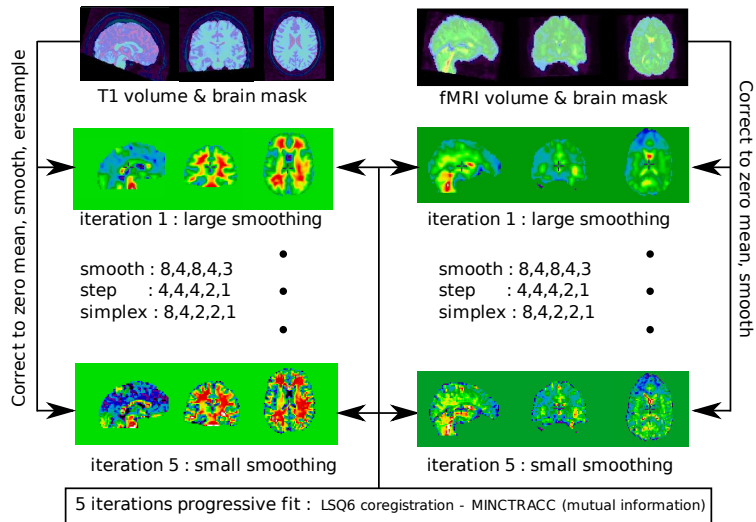 T1 volume & brain mask
fMRI volume & brain mask
Correct to zero mean, smooth, eresample
Correct to zero mean, smooth
iteration 1 : large smoothing
iteration 1 : large smoothing
smooth : 8,4,8,4,3
step : 4,4,4,2,1
simplex : 8,4,2,2,1
smooth : 8,4,8,4,3
step : 4,4,4,2,1
simplex : 8,4,2,2,1
iteration 5 : small smoothing
iteration 5 : small smoothing
5 iterations progressive fit : LSQ6 coregistration - MINCTRACC (mutual information)